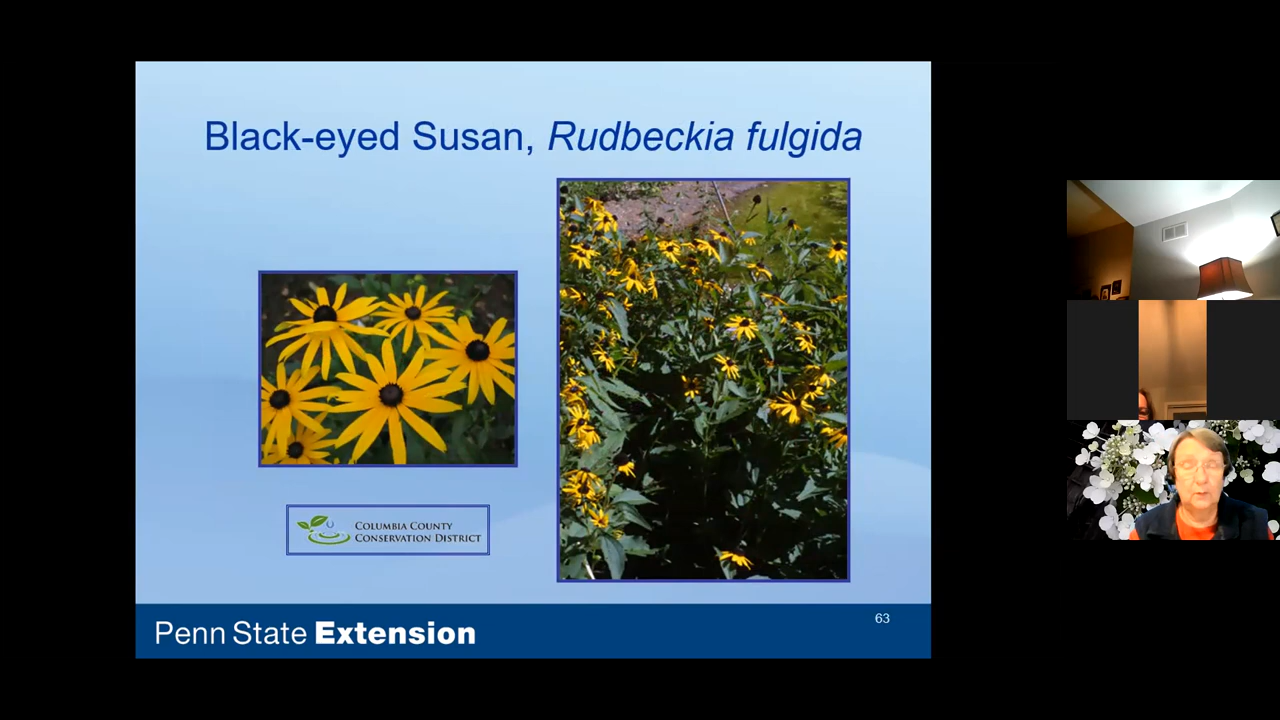 Black-eyed Susan, Rudbeckia fulgida
COLUMBIA COUNTY
CONSERVATION DISTRICT
Penn State Extension
63